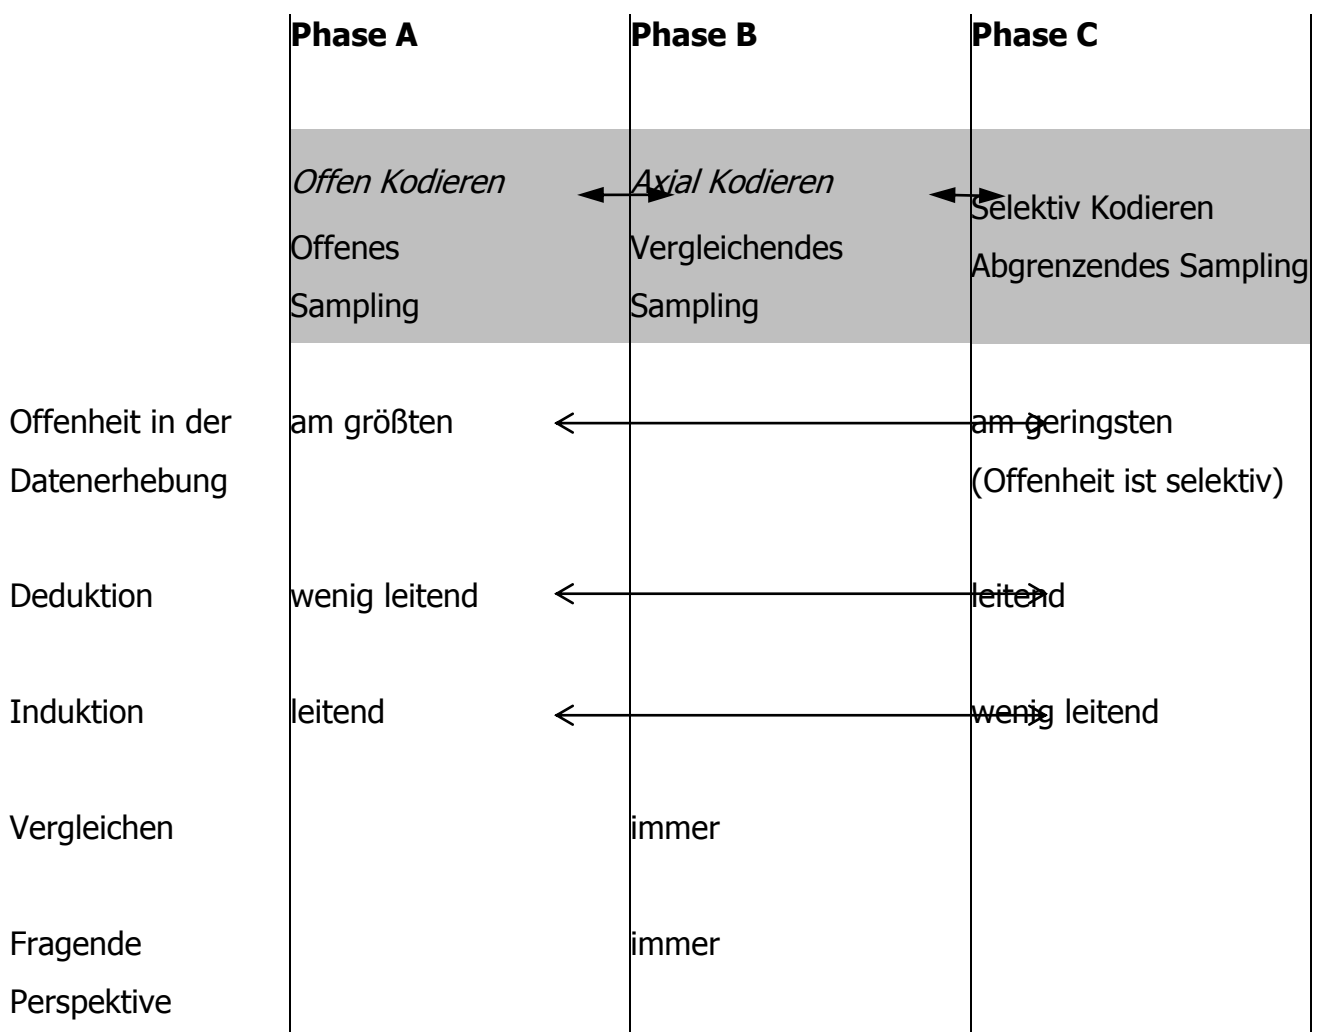 Phase A Phase B Phase C
Offen Kodieren Axial Kodieren
Selektiv Kodieren
Offenes Vergleichendes
Abgrenzendes Sampling
Sampling Sampling
Offenheit in der am größten am geringsten
Datenerhebung (Offenheit ist selektiv)
Deduktion wenig leitend leitend
Induktion leitend wenig leitend
Vergleichen immer
Fragende immer
Perspektive